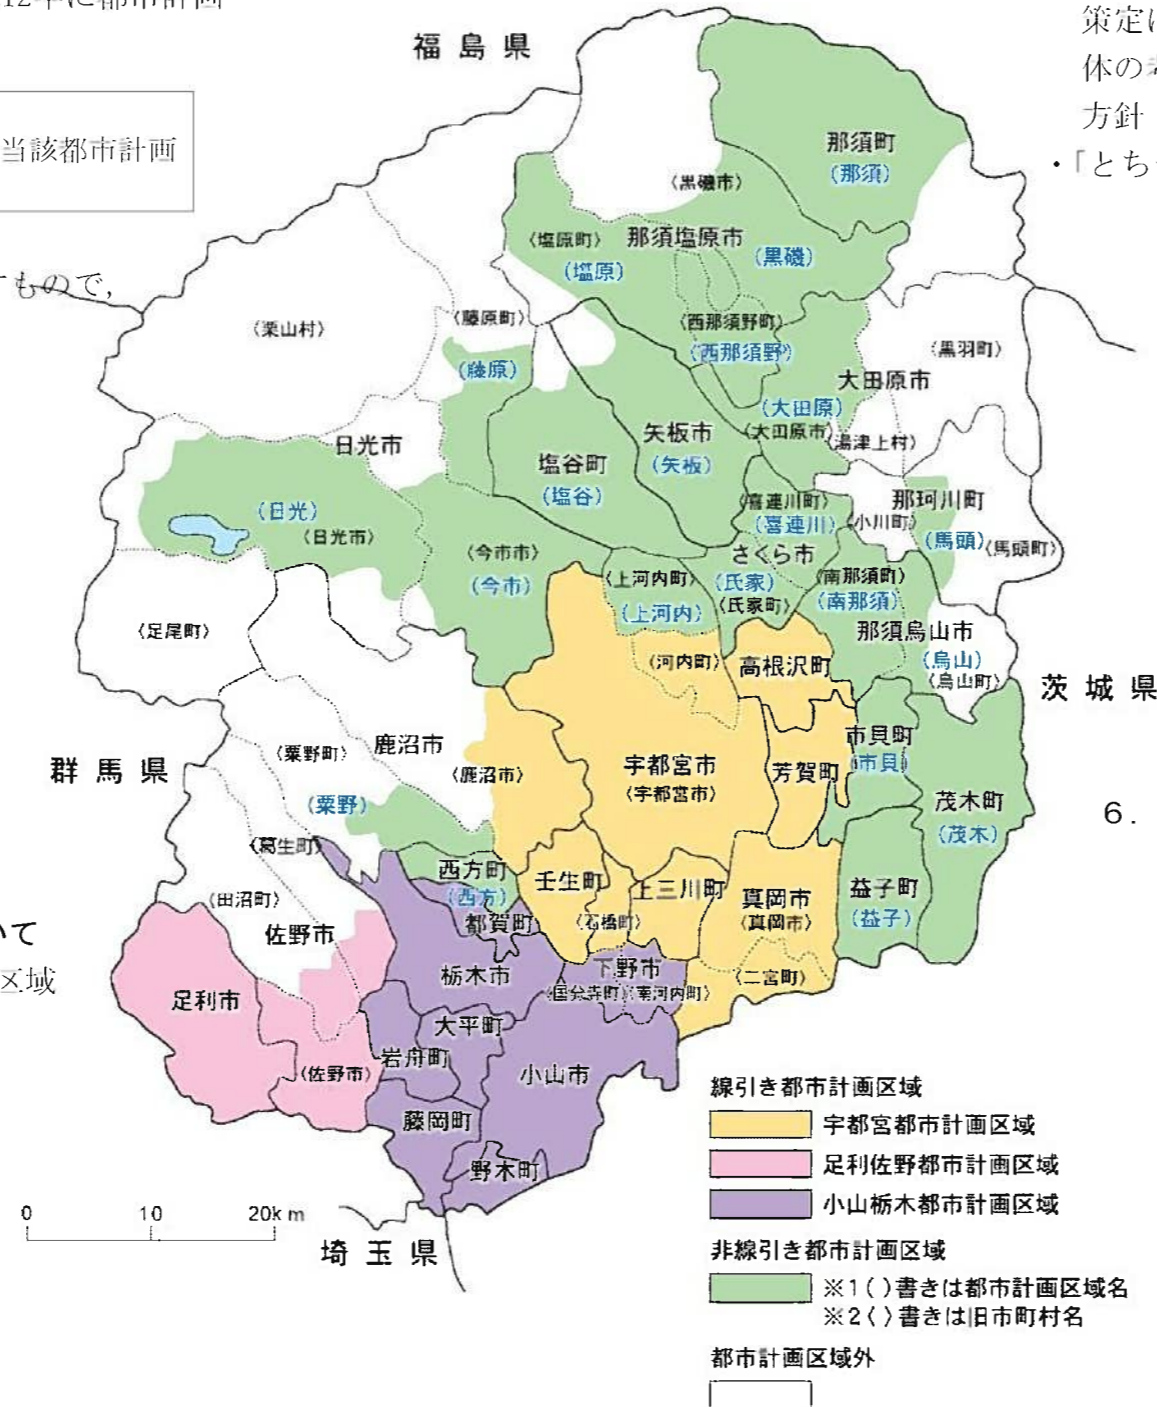 12年に都市計画
策定に
体の考
方針
・「とち
当該都市計画
すもので,
福島県
那須町
(那須)
〈黒磯市〉
〈塩原町〉
那須塩原市
(塩原)
(黒磯)
〈栗山村〉
〈藤原町〉
〈西那須野町〉
〈黒羽町〉
(藤原)
(西那須野)
大田原市
(大田原)
日光市
矢板市
〈大田原市〉
〈湯津上村〉
塩谷町
(矢板)
(塩谷)
〈喜連川町〉
那珂川町
(日光)
(喜連川)
〈小川町〉
〈日光市〉
(馬頭)
〈馬頭町〉
〈今市市〉
さくら市
(今市)
〈上河内町〉
(氏家)
〈南那須町〉
(上河内)
〈氏家町〉
(南那須)
〈足尾町〉
那須烏山市
〈河内町〉
高根沢町
(烏山)
〈烏山町〉
茨城県
〈粟野町〉
鹿沼市
市貝町
群馬県
〈鹿沼市〉
宇都宮市
芳賀町
(市貝)
〈宇都宮市〉
(粟野)
茂木町
6.
(茂木)
〈葛生町〉
西方町
壬生町
上三川町
真岡市
益子町
〈田沼町〉
(西方)
都賀町
〈石橋町〉
〈真岡市〉
(益子)
いて
佐野市
区域
栃木市
下野市
〈二宮町〉
足利市
〈国分寺町〉
〈南河内町〉
大平町
岩舟町
〈佐野市〉
小山市
藤岡町
野木町
線引き都市計画区域
宇都宮都市計画区域
足利佐野都市計画区域
小山栃木都市計画区域
0 10 20km
埼玉県
非線引き都市計画区域
※1()書きは都市計画区域名
※2〈〉書きは旧市町村名
都市計画区域外